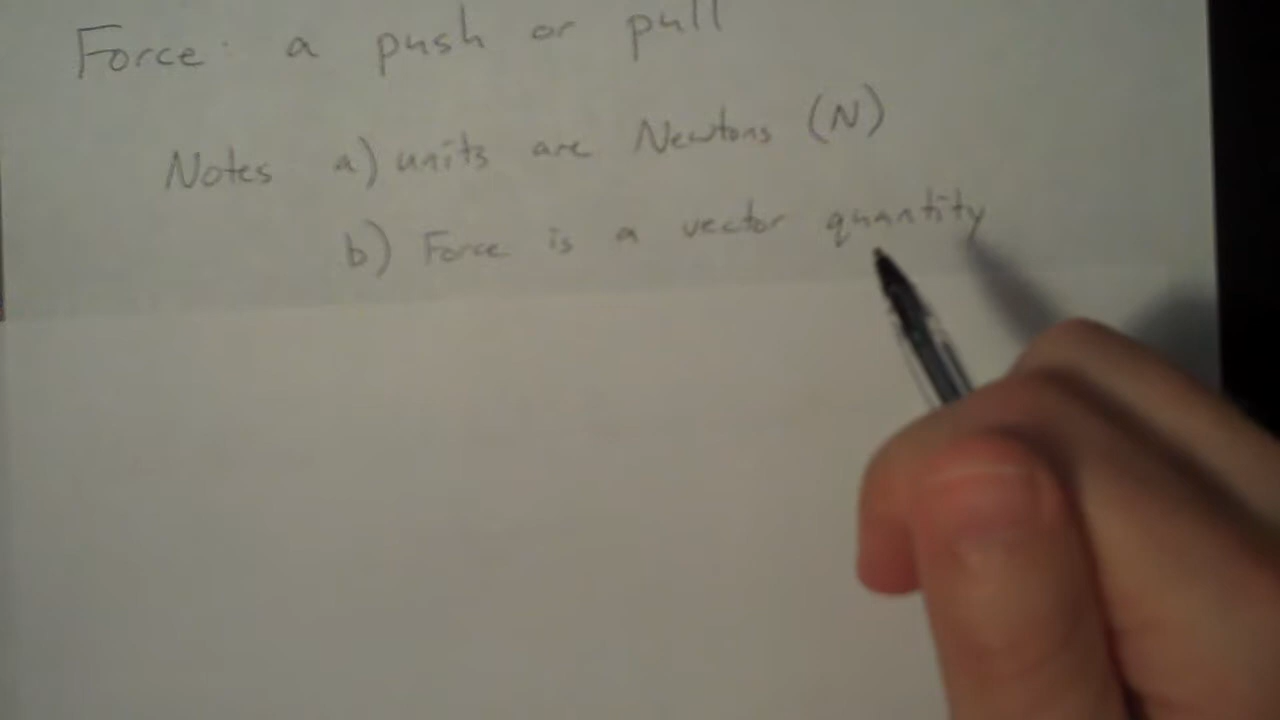 Force: a push or pull
Notes a) units are Newtons (N)
b) Force is a vector quantity